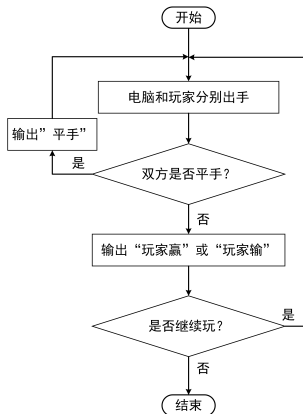 开始
电脑和玩家分别出手
输出”平手”
是
双方是否平手？
否
输出“玩家赢”或“玩家输”
是
是否继续玩？
否
结束